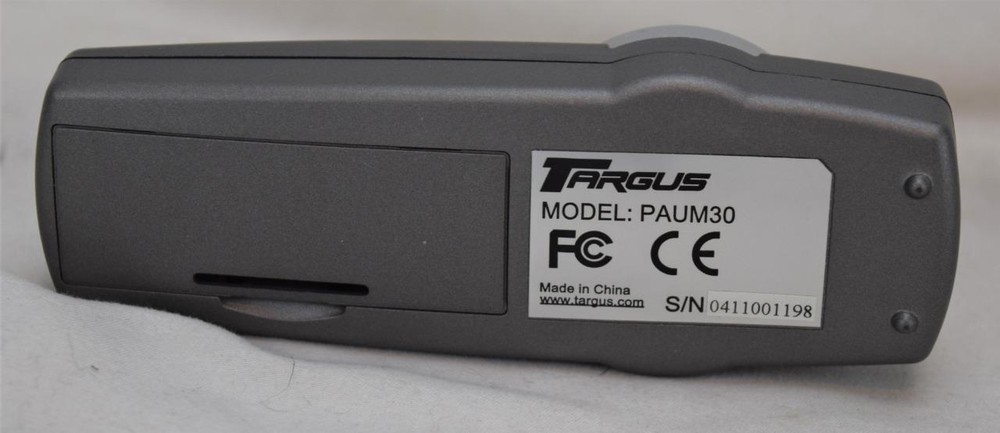 TARGUS
MODEL: PAUM30
FC CE
Made in China
www.targus.com
S/N 0411001198